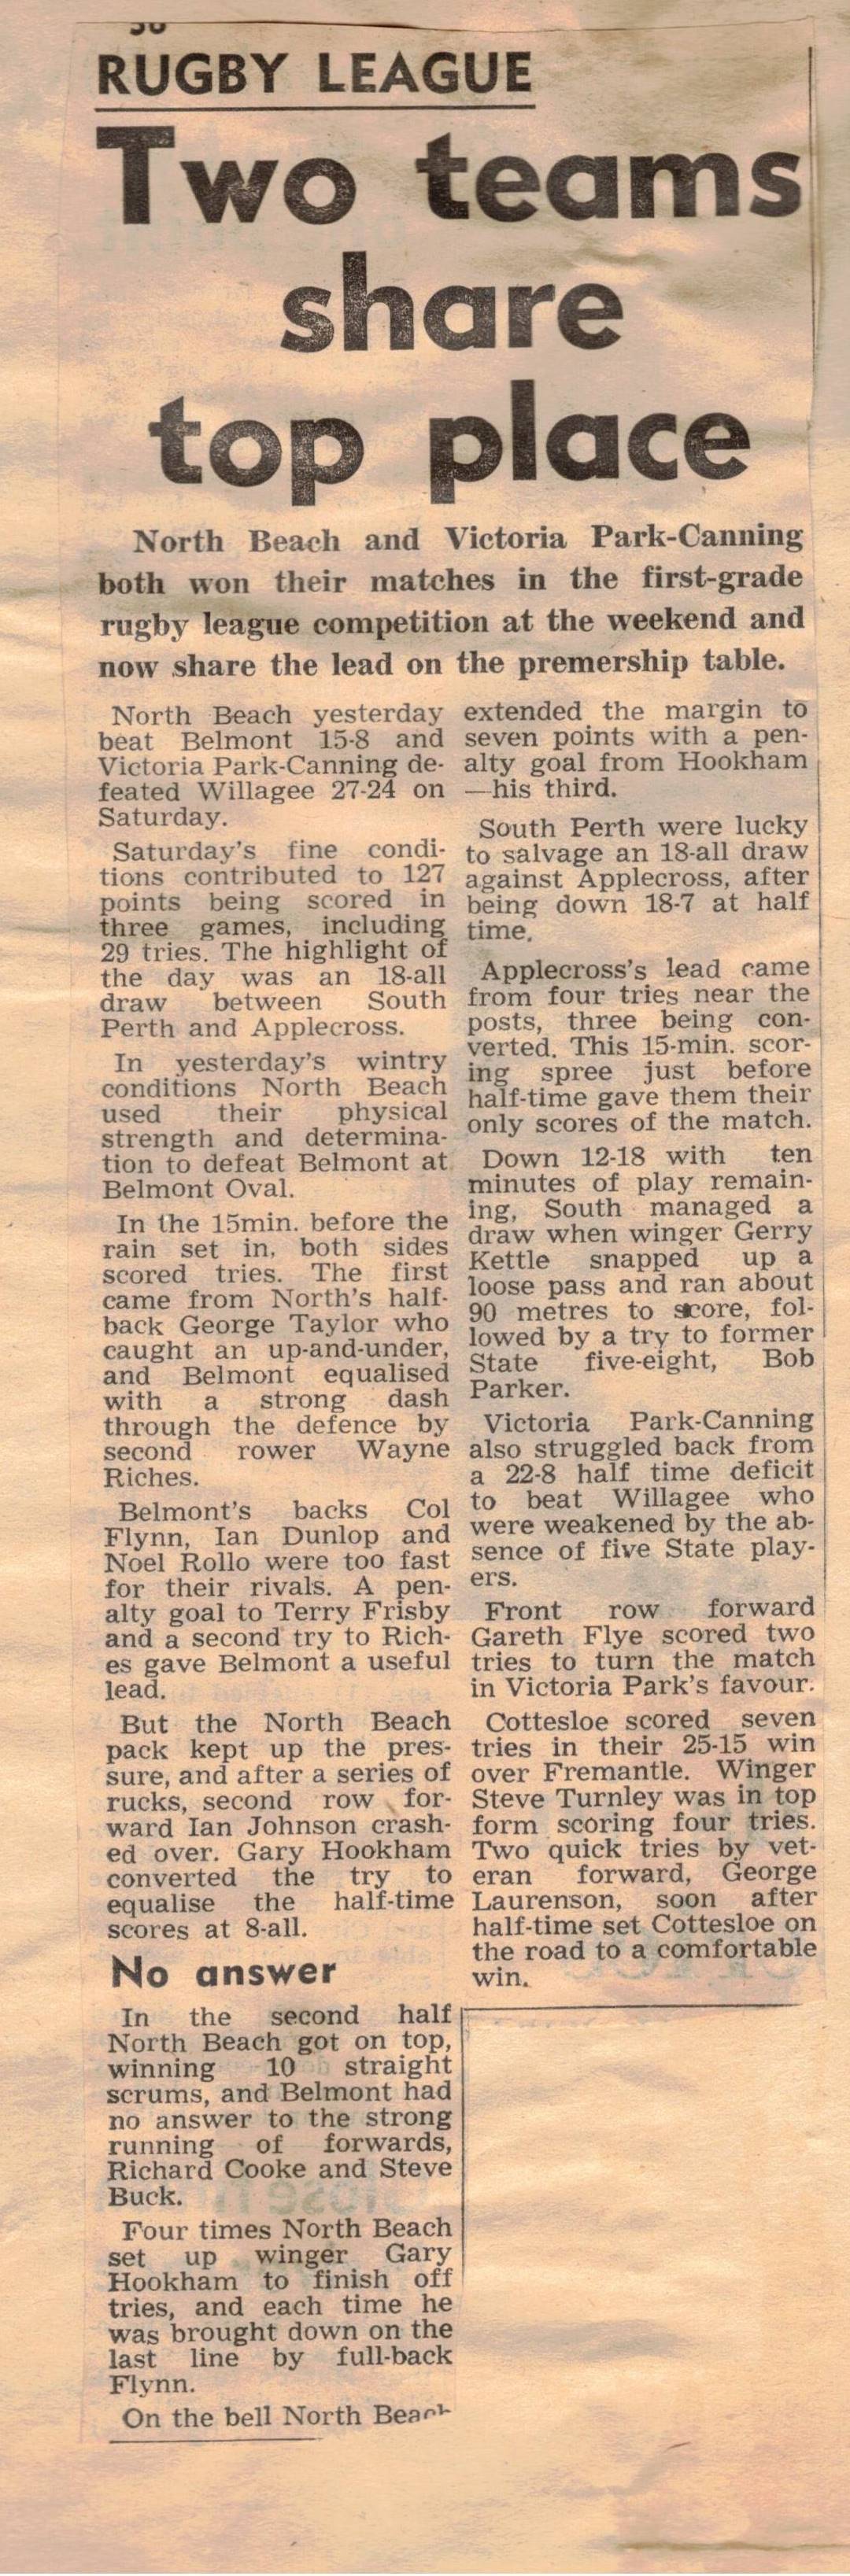 RUGBY LEAGUE
Two teams
share
top place
North Beach and Victoria Park-Canning
both won their matches in the first-grade
rugby league competition at the weekend and
now share the lead on the premership table.
North Beach yesterday
beat Belmont 15-8 and
Victoria Park-Canning de-
feated Willagee 27-24 on
Saturday.
Saturday's fine condi-
tions contributed to 127
points being scored in
three games, including
29 tries. The highlight of
the day was an 18-all
draw between South
Perth and Applecross.
In yesterday's wintry
conditions North Beach
used their physical
strength and determina-
tion to defeat Belmont at
Belmont Oval.
In the 15min. before the
rain set in, both sides
scored tries. The first
came from North's half-
back George Taylor who
caught an up-and-under,
and Belmont equalised
with a strong dash
through the defence by
second rower Wayne
Riches.
Belmont's backs Col
Flynn, Ian Dunlop and
Noel Rollo were too fast
for their rivals. A pen-
alty goal to Terry Frisby
and a second try to Rich-
es gave Belmont a useful
lead.
But the North Beach
pack kept up the pres-
sure, and after a series of
rucks, second row for-
ward Ian Johnson crash-
ed over. Gary Hookham
converted the try to
equalise the half-time
scores at 8-all.
No answer
In the second half
North Beach got on top,
winning 10 straight
scrums, and Belmont had
no answer to the strong
running of forwards,
Richard Cooke and Steve
Buck.
Four times North Beach
set up winger Gary
Hookham to finish off
tries, and each time he
was brought down on the
last line by full-back
Flynn.
On the bell North Beach
extended the margin to
seven points with a pen-
alty goal from Hookham
—his third.
South Perth were lucky
to salvage an 18-all draw
against Applecross, after
being down 18-7 at half
time.
Applecross's lead came
from four tries near the
posts, three being con-
verted. This 15-min. scor-
ing spree just before
half-time gave them their
only scores of the match.
Down 12-18 with ten
minutes of play remain-
ing, South managed a
draw when winger Gerry
Kettle snapped up a
loose pass and ran about
90 metres to score, fol-
lowed by a try to former
State five-eight, Bob
Parker.
Victoria Park-Canning
also struggled back from
a 22-8 half time deficit
to beat Willagee who
were weakened by the ab-
sence of five State play-
ers.
Front row forward
Gareth Flye scored two
tries to turn the match
in Victoria Park's favour.
Cottesloe scored seven
tries in their 25-15 win
over Fremantle. Winger
Steve Turnley was in top
form scoring four tries.
Two quick tries by vet-
eran forward, George
Laurenson, soon after
half-time set Cottesloe on
the road to a comfortable
win.